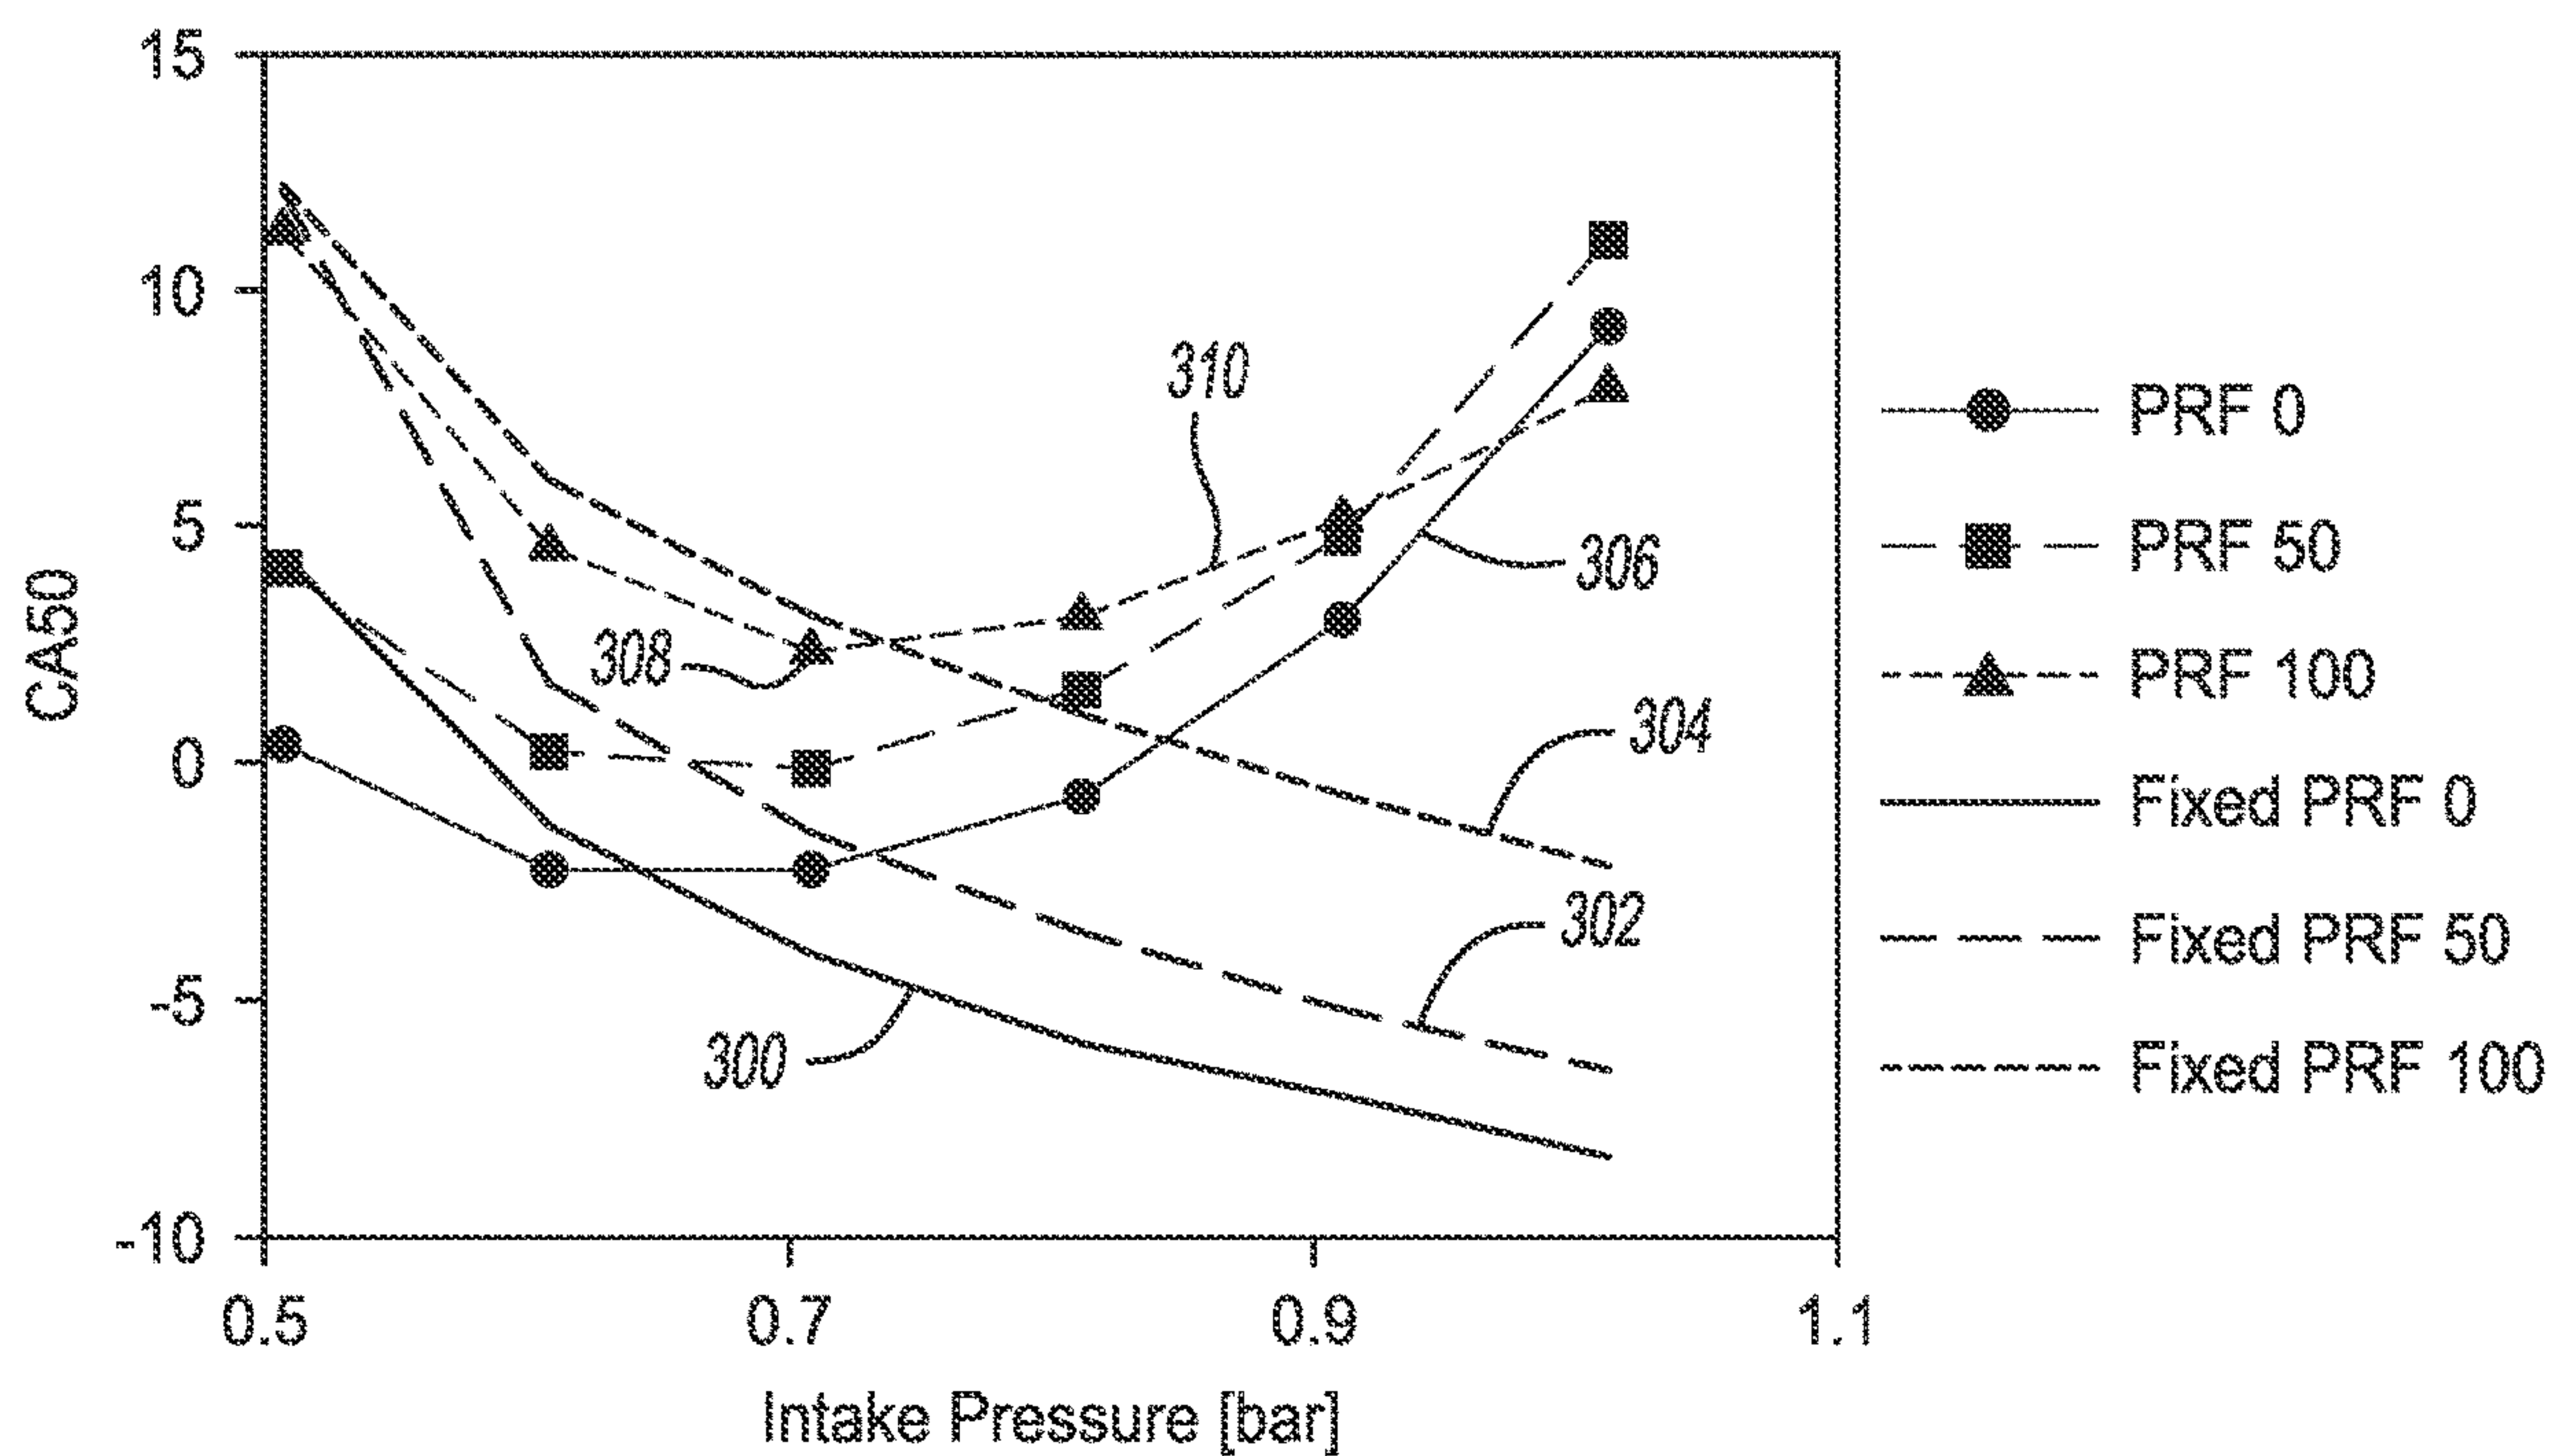 15
10
5
0
-5
-10
CA50
0.5
0.7
0.9
1.1
Intake Pressure [bar]
310
306
308
304
302
300
PRF 0
PRF 50
PRF 100
Fixed PRF 0
Fixed PRF 50
Fixed PRF 100